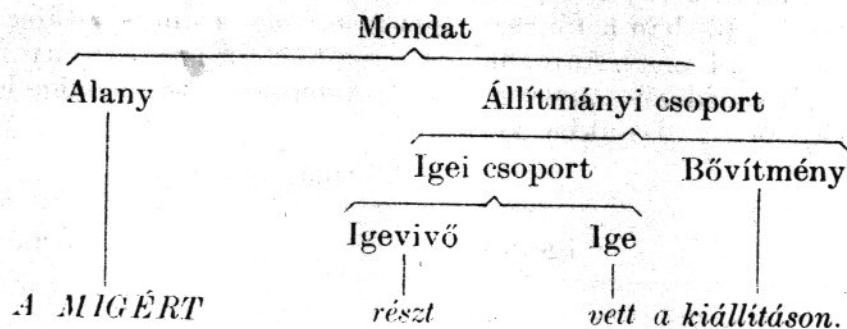 Mondat
Alany Állítmányi csoport
Igei csoport Bővítmény
Igevivő Ige
A MIGÉRT részt vett a kiállításon.